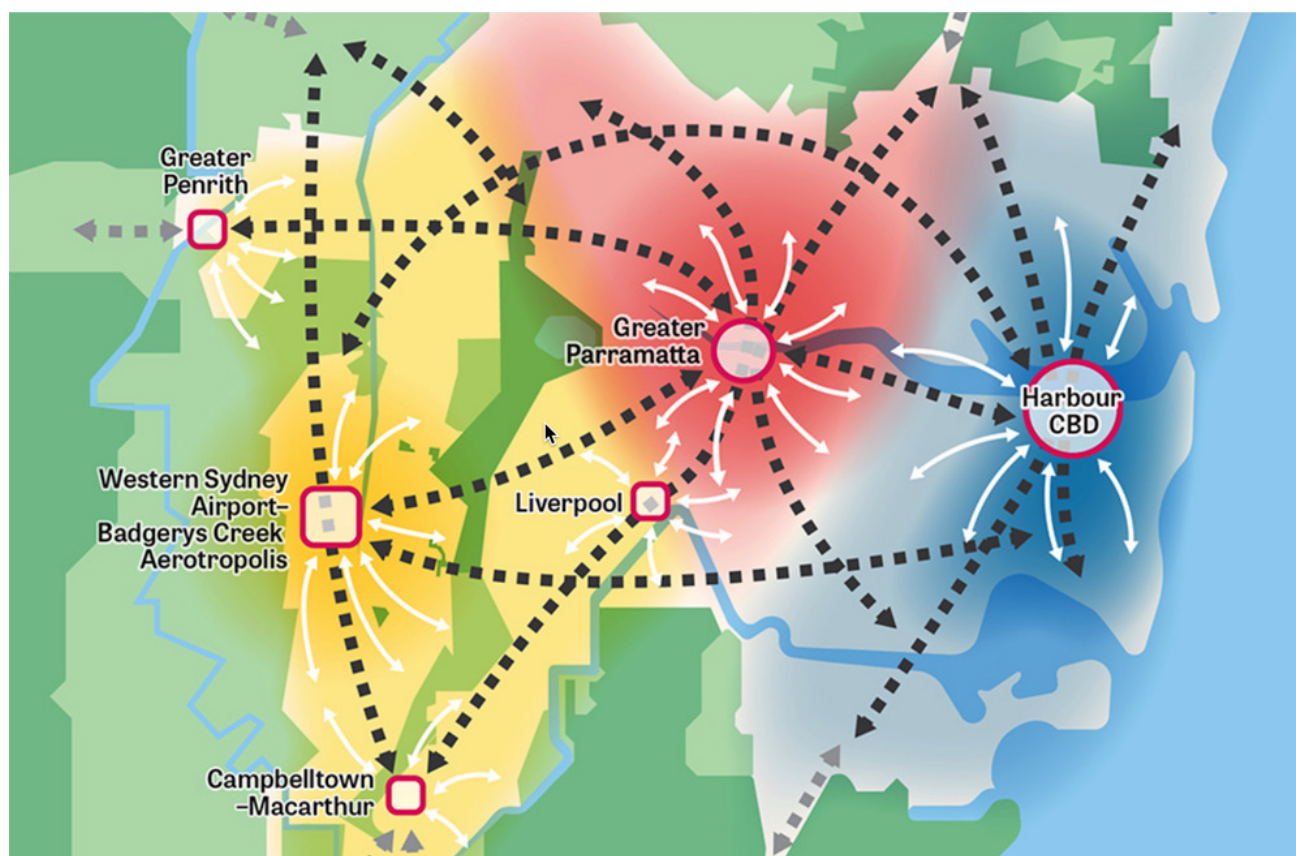 Greater
Penrith
Greater
Parramatta
Harbour
CBD
Western Sydney
Airport–
Badgerys Creek
Aerotropolis
Liverpool
Campbelltown
–Macarthur